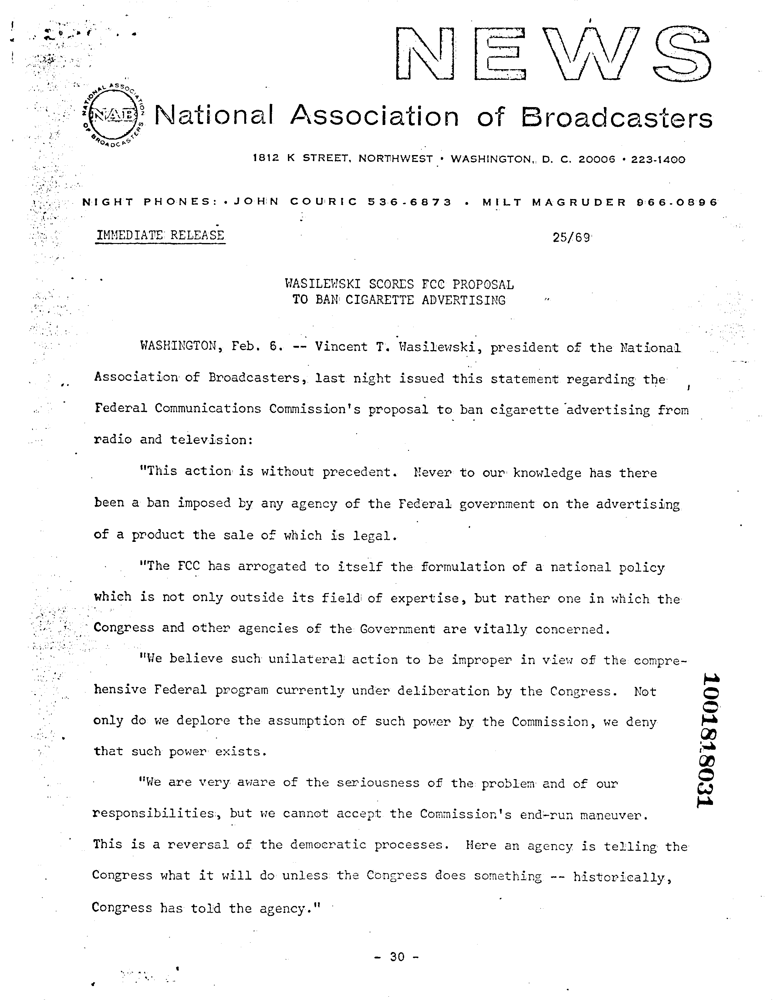 NEWS
NATIONAL ASSOCIATION OF BROADCASTERS
NAB
National Association of Broadcasters
1812 K STREET, NORTHWEST • WASHINGTON, D. C. 20006 • 223-1400
NIGHT PHONES: • JOHN COURIC 536-6873 • MILT MAGRUDER 966-0896
IMMEDIATE RELEASE 25/69
WASILEWSKI SCORES FCC PROPOSAL
TO BAN CIGARETTE ADVERTISING
WASHINGTON, Feb. 6. -- Vincent T. Wasilewski, president of the National
Association of Broadcasters, last night issued this statement regarding the
Federal Communications Commission's proposal to ban cigarette advertising from
radio and television:
"This action is without precedent. Never to our knowledge has there
been a ban imposed by any agency of the Federal government on the advertising
of a product the sale of which is legal.
"The FCC has arrogated to itself the formulation of a national policy
which is not only outside its field of expertise, but rather one in which the
Congress and other agencies of the Government are vitally concerned.
"We believe such unilateral action to be improper in view of the compre-
hensive Federal program currently under deliberation by the Congress. Not
only do we deplore the assumption of such power by the Commission, we deny
that such power exists.
"We are very aware of the seriousness of the problem and of our
responsibilities, but we cannot accept the Commission's end-run maneuver.
This is a reversal of the democratic processes. Here an agency is telling the
Congress what it will do unless the Congress does something -- historically,
Congress has told the agency."
- 30 -
1001818031